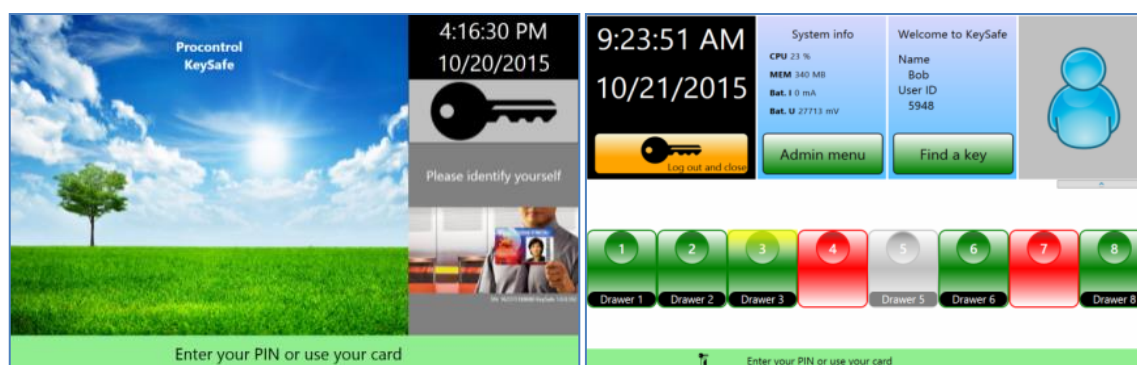 Procontrol
KeySafe
4:16:30 PM
10/20/2015
Please identify yourself
Enter your PIN or use your card
9:23:51 AM
10/21/2015
Log out and close
System info
CPU 23 %
MEM 340 MB
Bat. I 0 mA
Bat. U 27713 mV
Admin menu
Welcome to KeySafe
Name
Bob
User ID
5948
Find a key
1 2 3 4 5 6 7 8
Drawer 1 Drawer 2 Drawer 3 Drawer 5 Drawer 6 Drawer 8
Enter your PIN or use your card